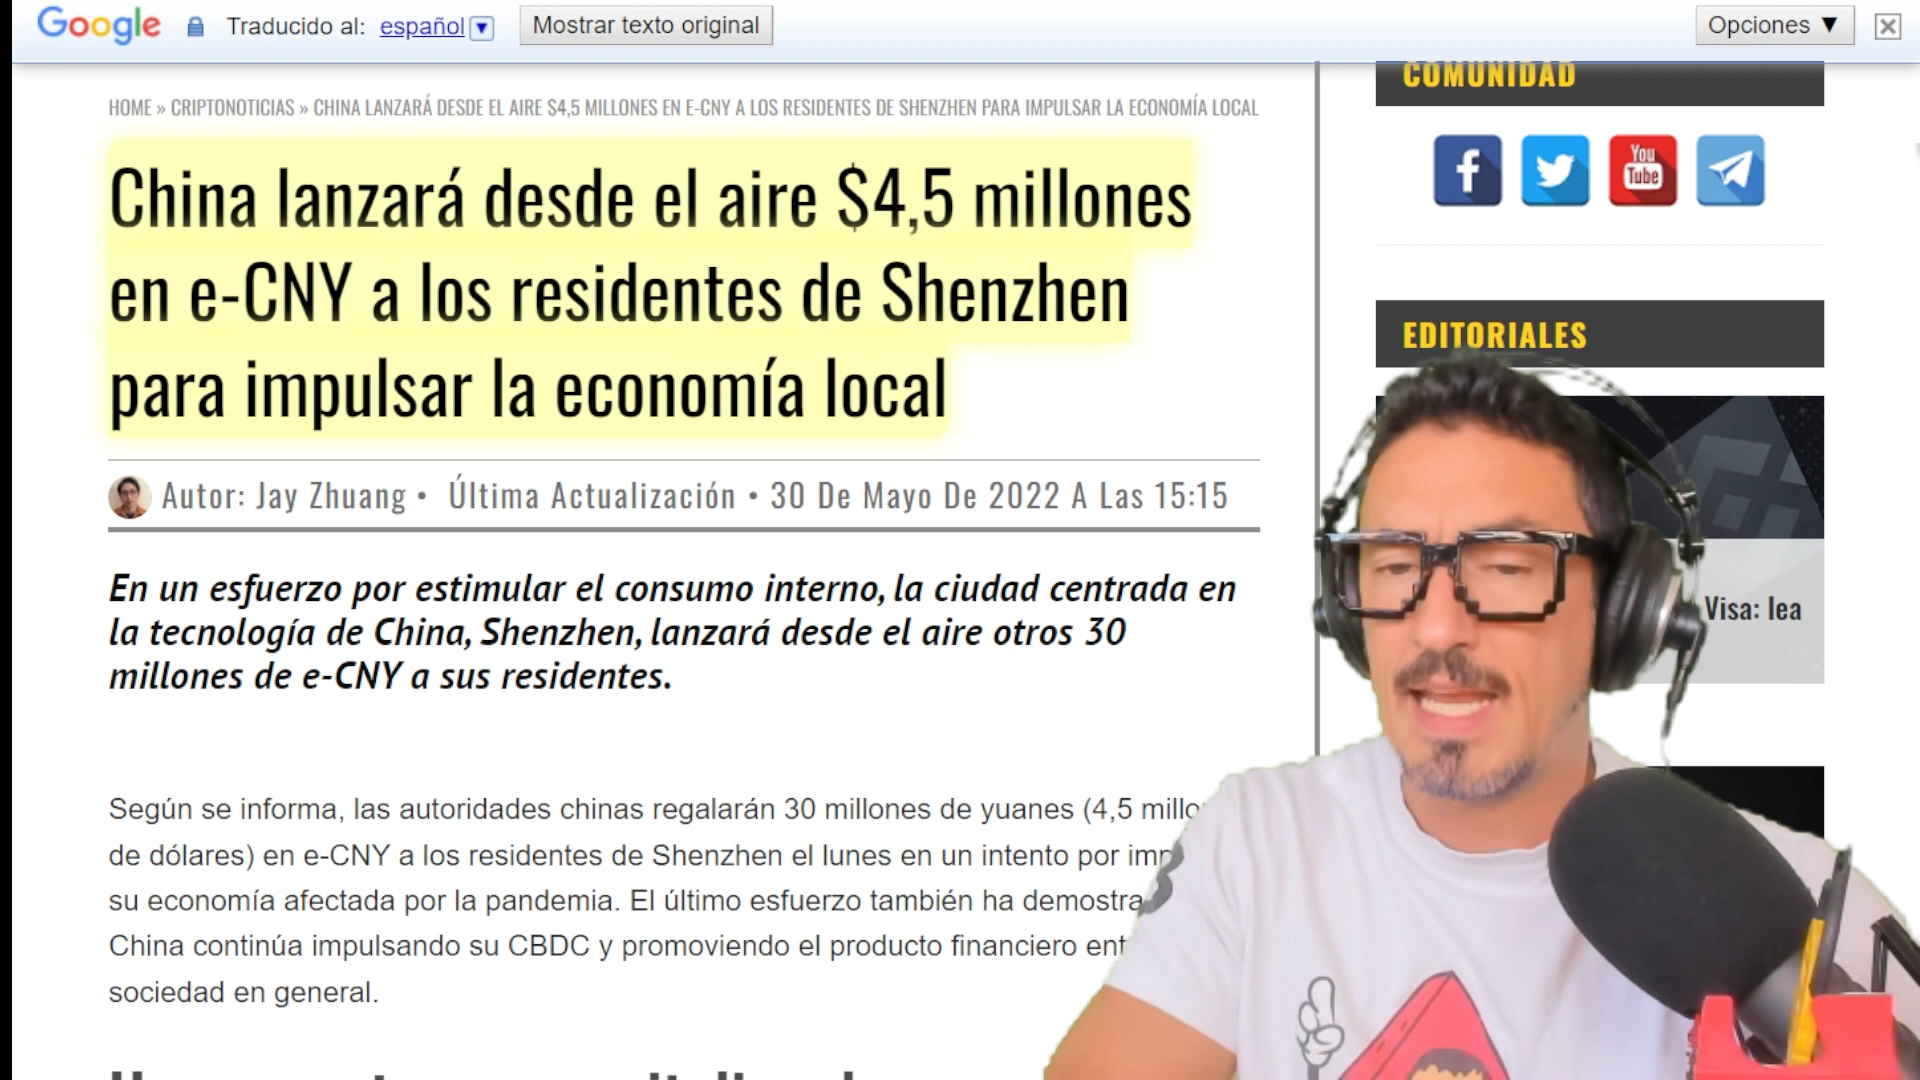 Google Traducido al: español Mostrar texto original Opciones ▼
COMUNIDAD
HOME » CRIPTONOTICIAS » CHINA LANZARÁ DESDE EL AIRE $4,5 MILLONES EN E-CNY A LOS RESIDENTES DE SHENZHEN PARA IMPULSAR LA ECONOMÍA LOCAL
China lanzará desde el aire $4,5 millones
en e-CNY a los residentes de Shenzhen
para impulsar la economía local
Autor: Jay Zhuang • Última Actualización • 30 De Mayo De 2022 A Las 15:15
En un esfuerzo por estimular el consumo interno, la ciudad centrada en
la tecnología de China, Shenzhen, lanzará desde el aire otros 30
millones de e-CNY a sus residentes.
Según se informa, las autoridades chinas regalarán 30 millones de yuanes (4,5
de dólares) en e-CNY a los residentes de Shenzhen el lunes en un intento por
su economía afectada por la pandemia. El último esfuerzo también ha
China continúa impulsando su CBDC y promoviendo el producto financiero
sociedad en general.
You
Tube
EDITORIALES
Visa: lea